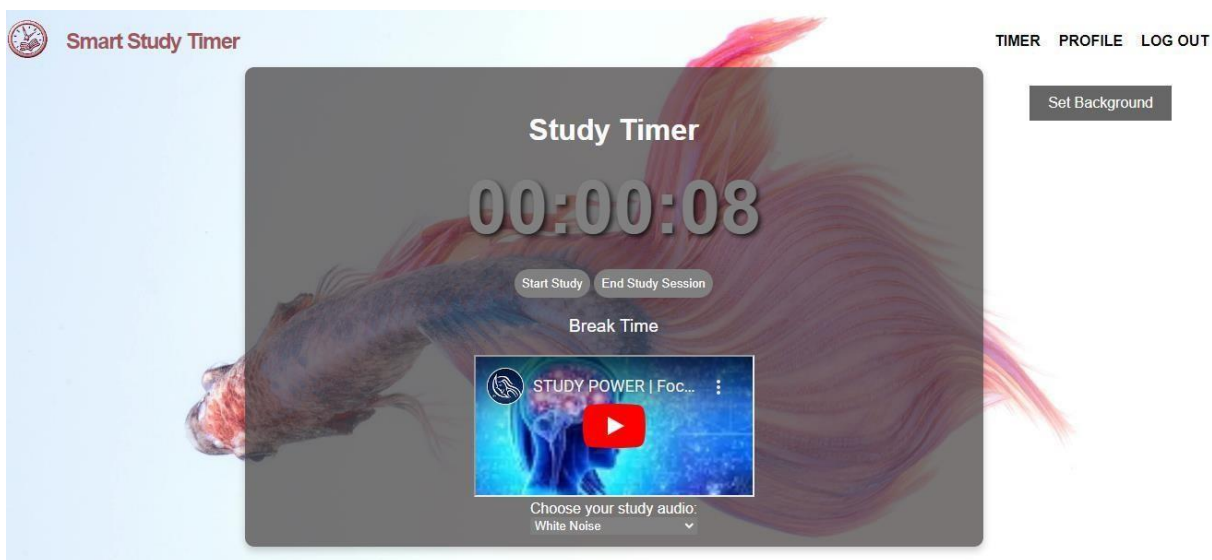 Smart Study Timer
TIMER PROFILE LOG OUT
Set Background
Study Timer
00:00:08
Start Study End Study Session
Break Time
STUDY POWER | Foc...
Choose your study audio:
White Noise